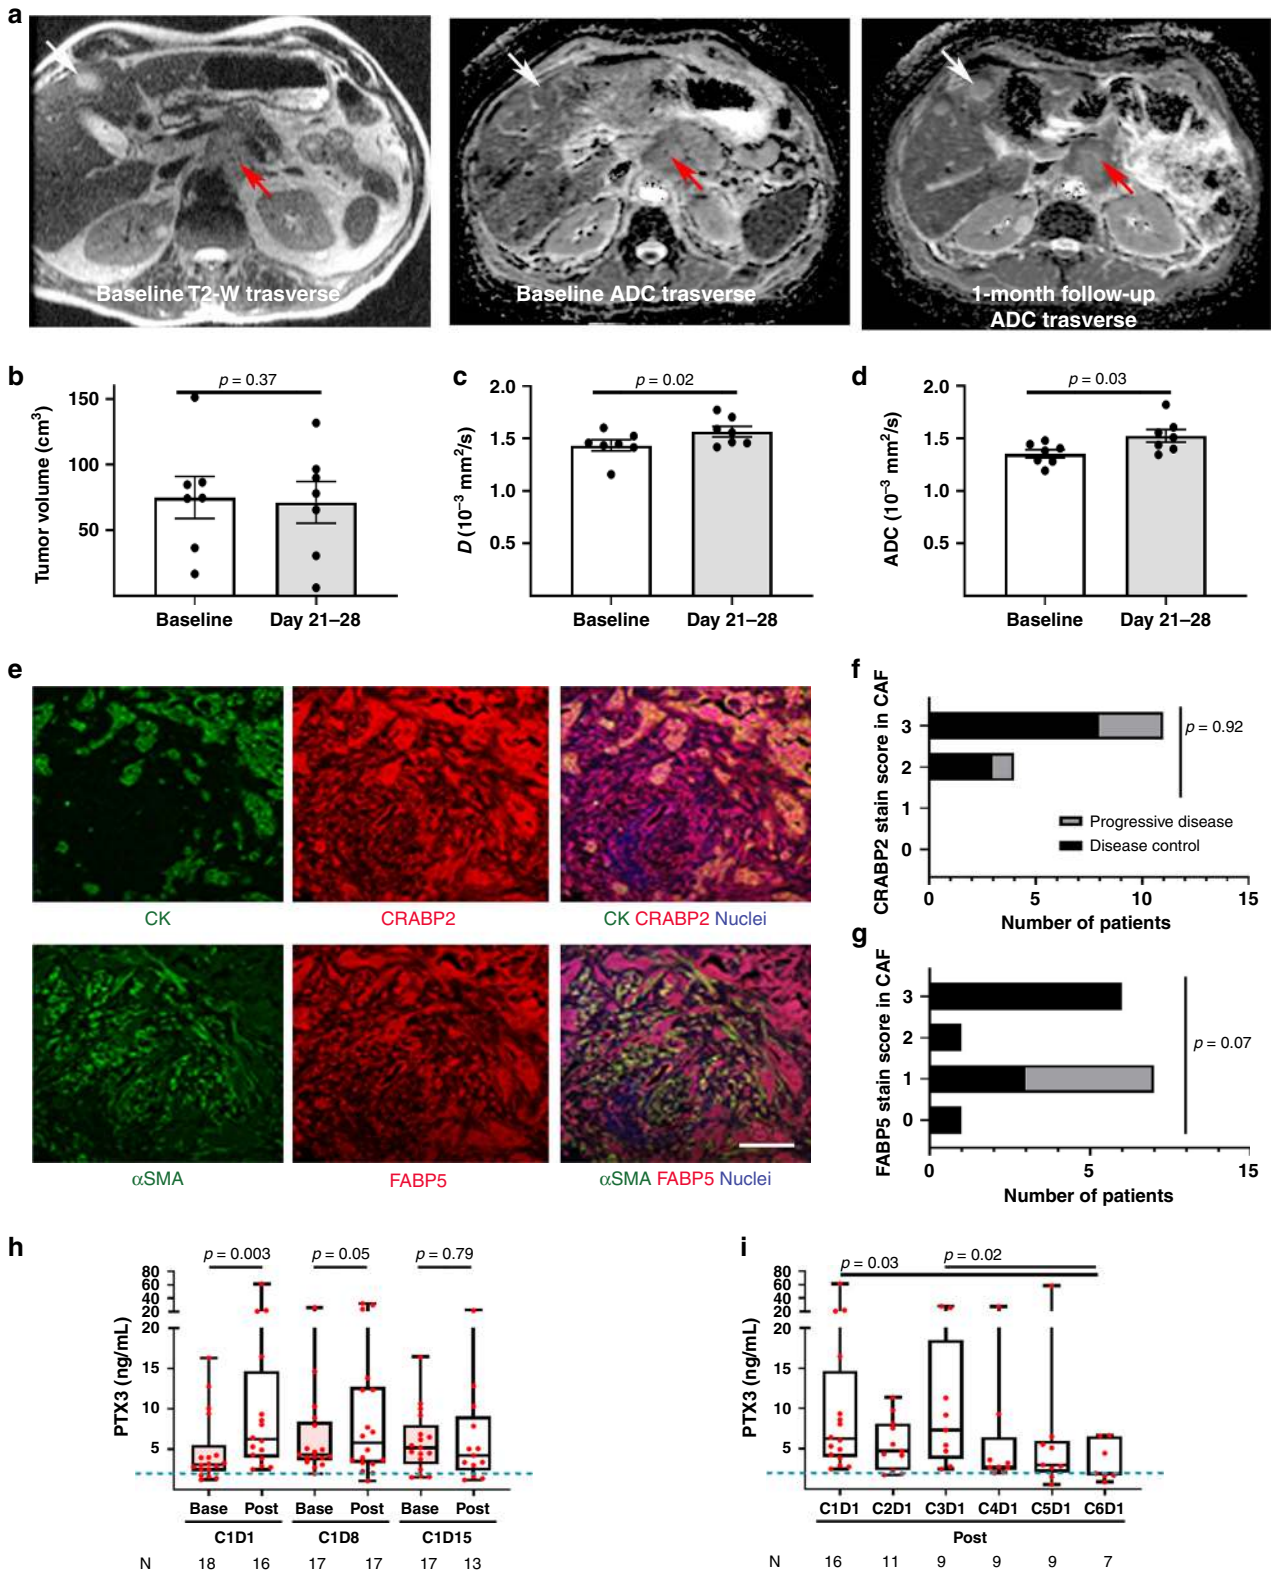 a
Baseline T2-W trasverse
Baseline ADC trasverse
1-month follow-up
ADC trasverse
b
p = 0.37
Tumor volume (cm³)
150
100
50
Baseline
Day 21–28
c
p = 0.02
D (10⁻³ mm²/s)
2.0
1.5
1.0
0.5
Baseline
Day 21–28
d
p = 0.03
ADC (10⁻³ mm²/s)
2.0
1.5
1.0
0.5
Baseline
Day 21–28
e
CK
CRABP2
CK CRABP2 Nuclei
αSMA
FABP5
αSMA FABP5 Nuclei
f
CRABP2 stain score in CAF
3
2
1
0
p = 0.92
Progressive disease
Disease control
0 5 10 15
Number of patients
g
FABP5 stain score in CAF
3
2
1
0
p = 0.07
0 5 15
Number of patients
h
p = 0.003
p = 0.05
p = 0.79
PTX3 (ng/mL)
80
60
40
20
20
15
10
5
Base Post Base Post Base Post
C1D1 C1D8 C1D15
N 18 16 17 17 17 13
i
p = 0.03
p = 0.02
PTX3 (ng/mL)
80
60
40
20
20
15
10
5
C1D1 C2D1 C3D1 C4D1 C5D1 C6D1
Post
N 16 11 9 9 9 7